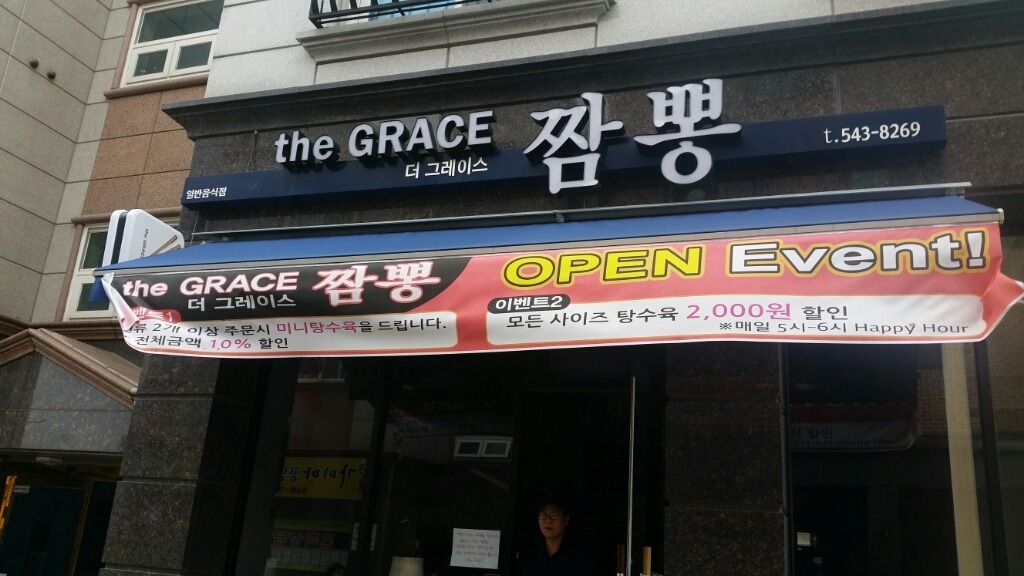 the GRACE 짬뽕
더 그레이스
t.543-8269
일반음식점
the GRACE 짬뽕
더 그레이스
OPEN Event!
2개 이상 주문시 미니탕수육을 드립니다.
전체금액 10% 할인
이벤트2
모든 사이즈 탕수육 2,000원 할인
※매일 5시-6시 Happy Hour